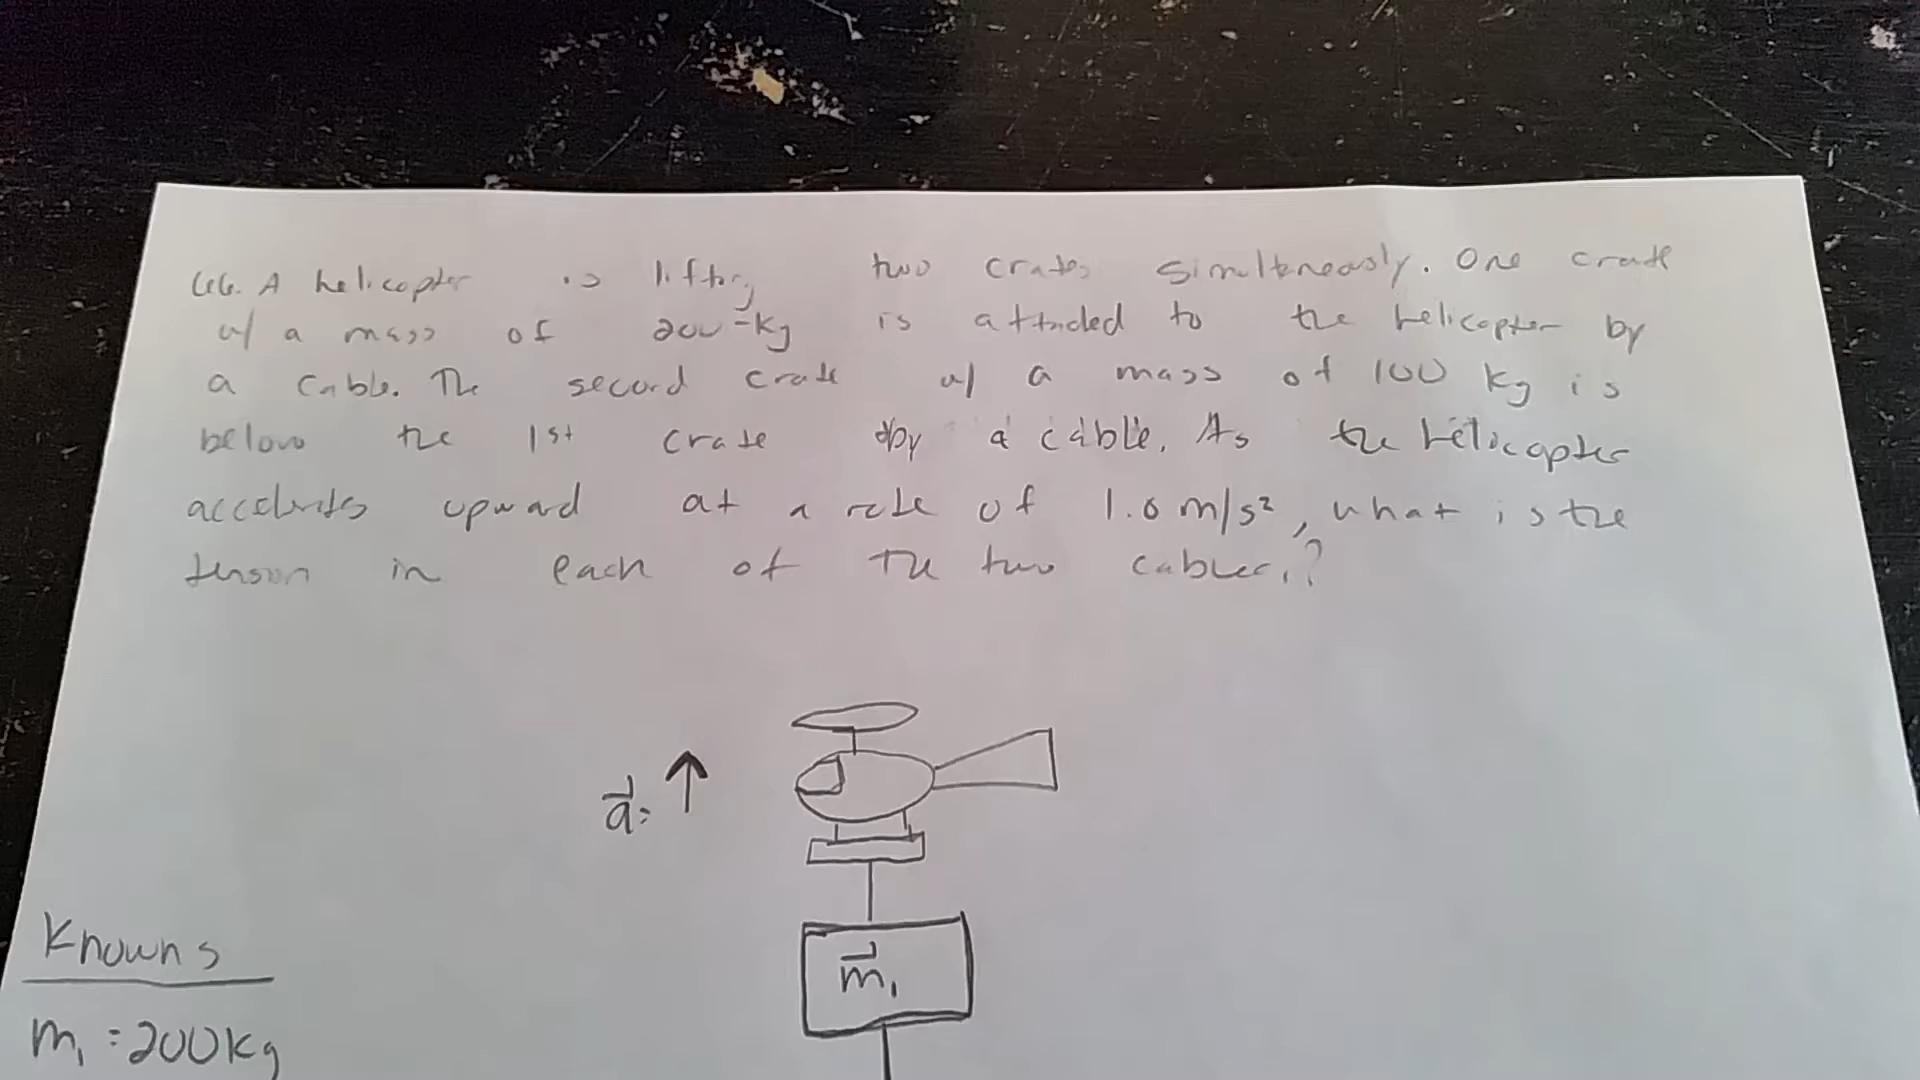 66. A helicopter is lifting two crates simultaneously. One crate
w/ a mass of 200-kg is attached to the helicopter by
a cable. The second crate w/ a mass of 100 kg is
below the 1st crate by a cable. As the helicopter
accelerates upward at a rate of 1.0 m/s², what is the
tension in each of the two cables.?
a⃗: ↑
m⃗₁
Knowns
m₁ = 200kg